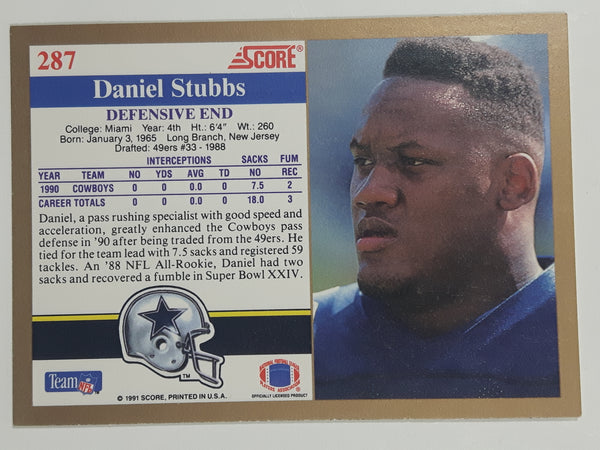 287
SCORE
Daniel Stubbs
DEFENSIVE END
College: Miami Year: 4th Ht.: 6'4" Wt.: 260
Born: January 3, 1965 Long Branch, New Jersey
Drafted: 49ers #33 - 1988
INTERCEPTIONS SACKS FUM
YEAR TEAM NO YDS AVG TD NO REC
1990 COWBOYS 0 0 0.0 0 7.5 2
CAREER TOTALS 0 0 0.0 0 18.0 3
Daniel, a pass rushing specialist with good speed and
acceleration, greatly enhanced the Cowboys pass
defense in '90 after being traded from the 49ers. He
tied for the team lead with 7.5 sacks and registered 59
tackles. An '88 NFL All-Rookie, Daniel had two
sacks and recovered a fumble in Super Bowl XXIV.
TM
Team NFL
© 1991 SCORE, PRINTED IN U.S.A.
OFFICIALLY LICENSED PRODUCT